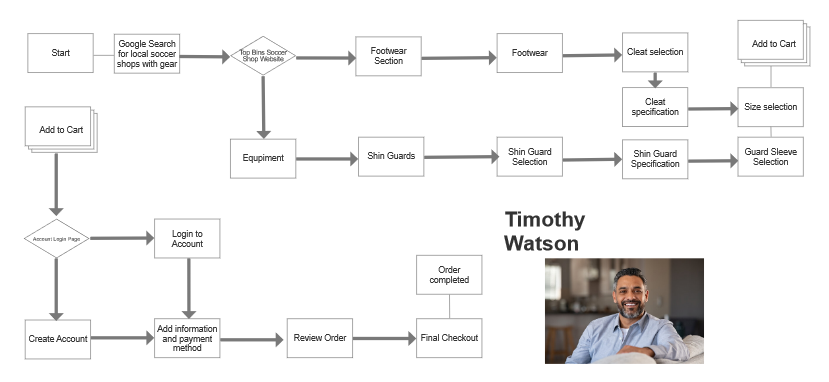 Start
Google Search
for local soccer
shops with gear
Top Bins Soccer
Shop Website
Footwear
Section
Footwear
Cleat selection
Add to Cart
Cleat
specification
Size selection
Add to Cart
Equpiment
Shin Guards
Shin Guard
Selection
Shin Guard
Specification
Guard Sleeve
Selection
Account Login Page
Login to
Account
Timothy
Watson
Order
completed
Create Account
Add information
and payment
method
Review Order
Final Checkout